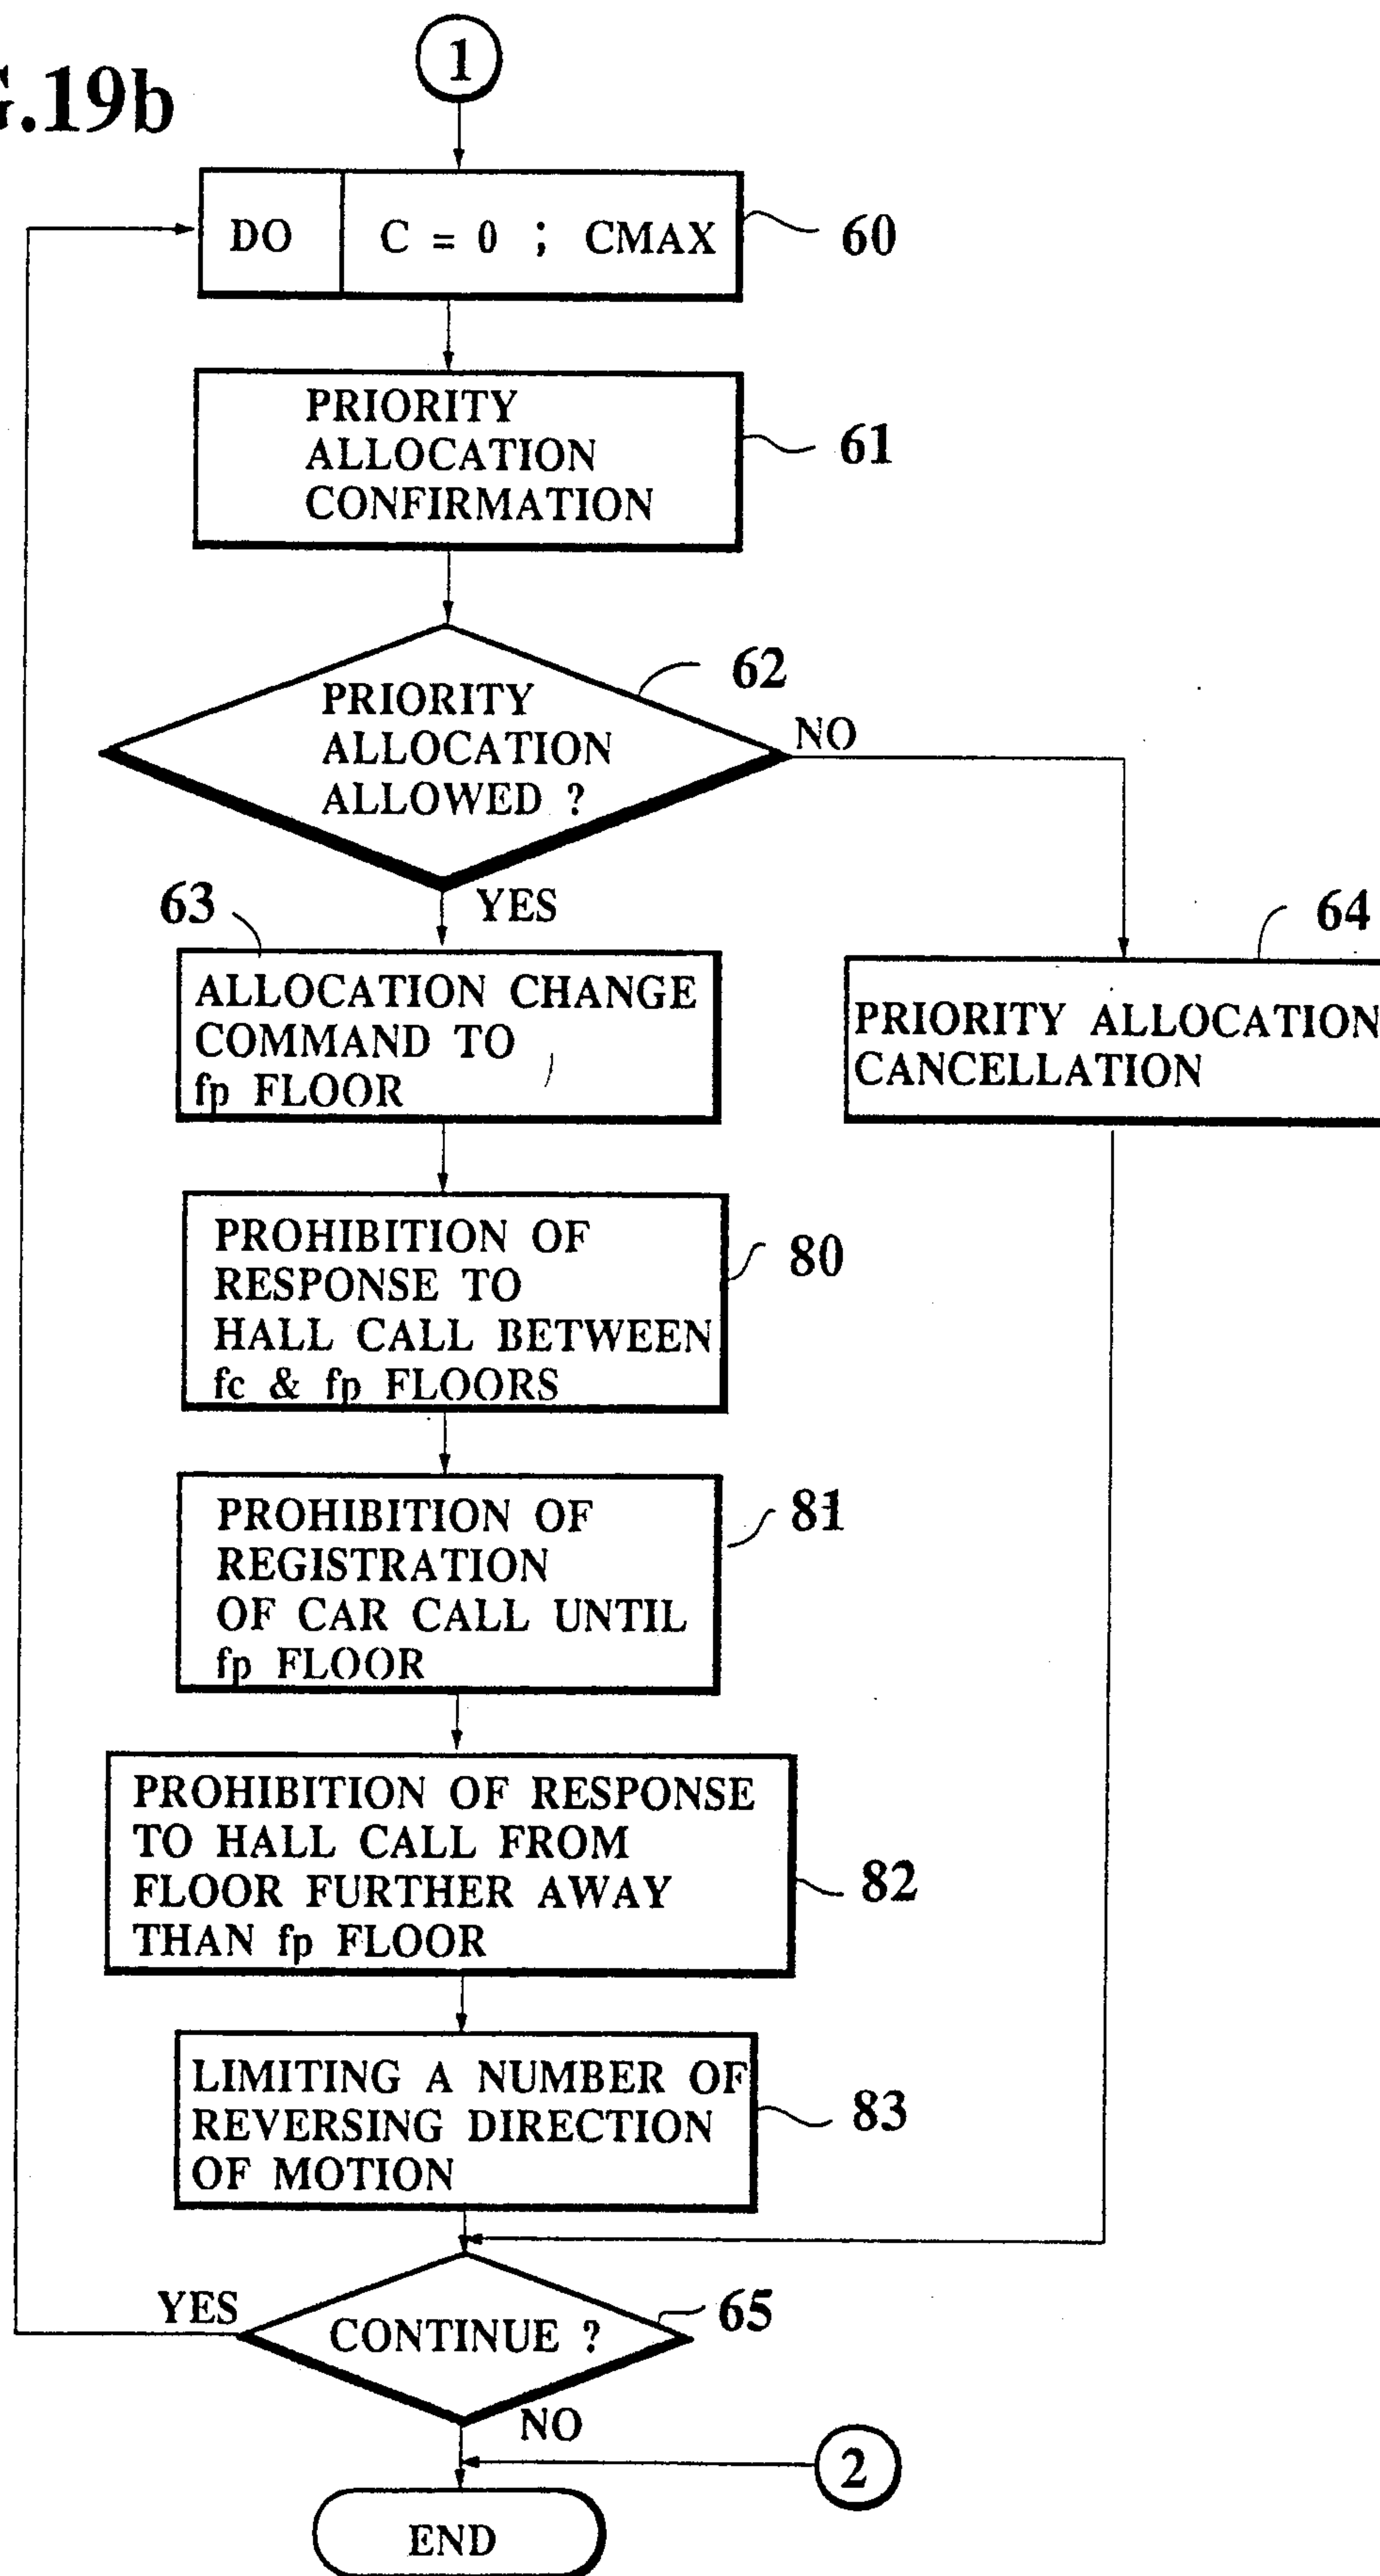 G.19b
1
DO C = 0 ; CMAX
60
PRIORITY
ALLOCATION
CONFIRMATION
61
62
PRIORITY
ALLOCATION
ALLOWED ?
NO
YES
63
ALLOCATION CHANGE
COMMAND TO
fp FLOOR
64
PRIORITY ALLOCATION
CANCELLATION
PROHIBITION OF
RESPONSE TO
HALL CALL BETWEEN
fc & fp FLOORS
80
PROHIBITION OF
REGISTRATION
OF CAR CALL UNTIL
fp FLOOR
81
PROHIBITION OF RESPONSE
TO HALL CALL FROM
FLOOR FURTHER AWAY
THAN fp FLOOR
82
LIMITING A NUMBER OF
REVERSING DIRECTION
OF MOTION
83
YES
CONTINUE ?
65
NO
2
END